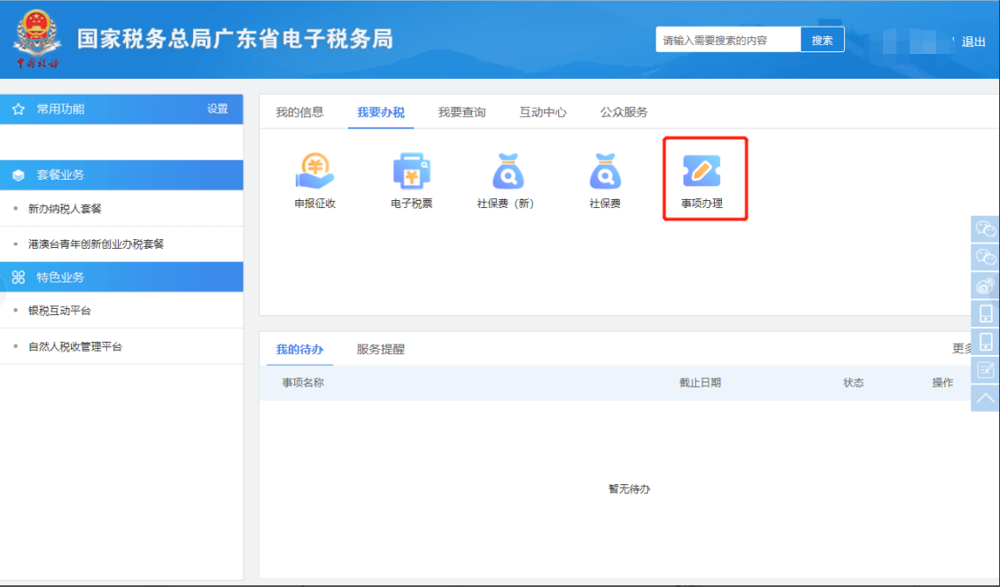 国家税务总局广东省电子税务局
中国税务
请输入需要搜索的内容 搜索 退出
常用功能 设置
套餐业务
新办纳税人套餐
港澳台青年创新创业办税套餐
特色业务
银税互动平台
自然人税收管理平台
我的信息 我要办税 我要查询 互动中心 公众服务
申报征收 电子税票 社保费（新） 社保费 事项办理
我的待办 服务提醒 更多
事项名称 截止日期 状态 操作
暂无待办